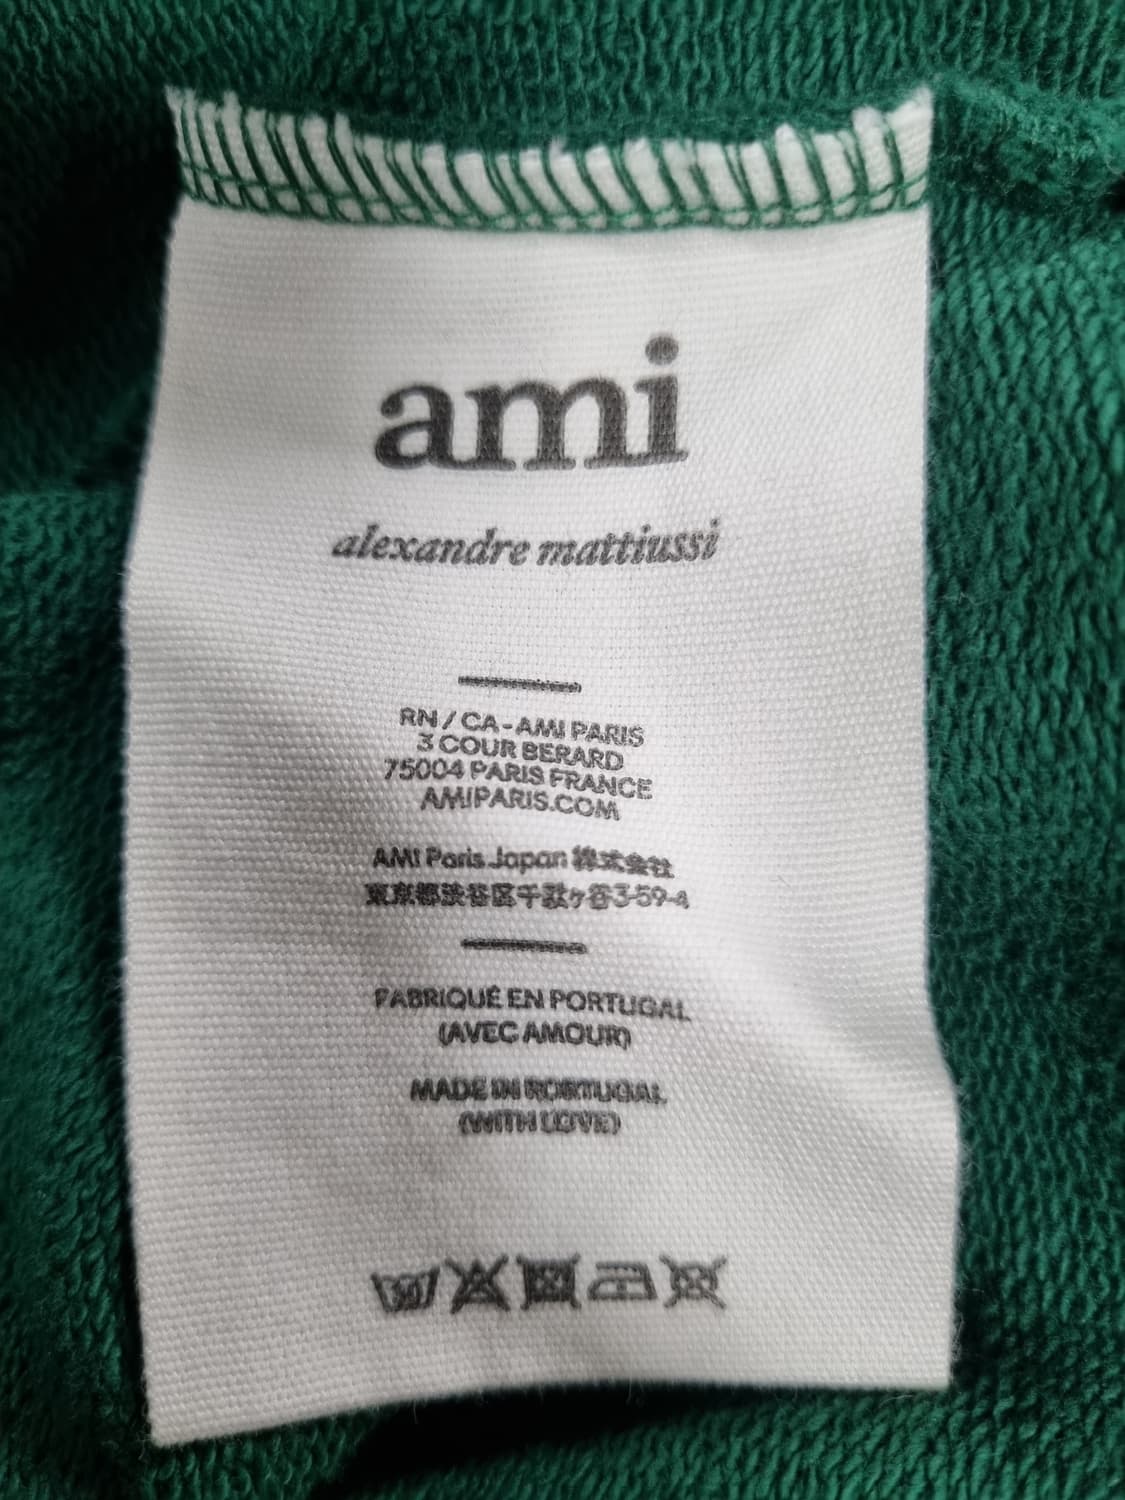 ami
alexandre mattiussi
RN / CA - AMI PARIS
3 COUR BERARD
75004 PARIS FRANCE
AMIPARIS.COM
AMI Paris Japan 株式会社
東京都渋谷区千駄ヶ谷3-59-4
FABRIQUÉ EN PORTUGAL
(AVEC AMOUR)
MADE IN PORTUGAL
(WITH LOVE)
30